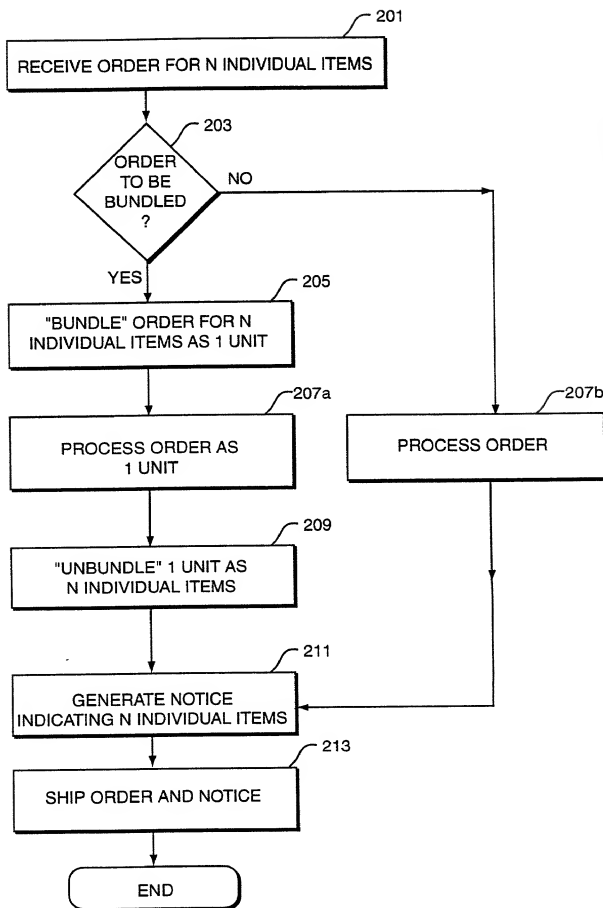 201
RECEIVE ORDER FOR N INDIVIDUAL ITEMS
203
ORDER
TO BE
BUNDLED
?
NO
YES
205
"BUNDLE" ORDER FOR N
INDIVIDUAL ITEMS AS 1 UNIT
207a
PROCESS ORDER AS
1 UNIT
207b
PROCESS ORDER
209
"UNBUNDLE" 1 UNIT AS
N INDIVIDUAL ITEMS
211
GENERATE NOTICE
INDICATING N INDIVIDUAL ITEMS
213
SHIP ORDER AND NOTICE
END